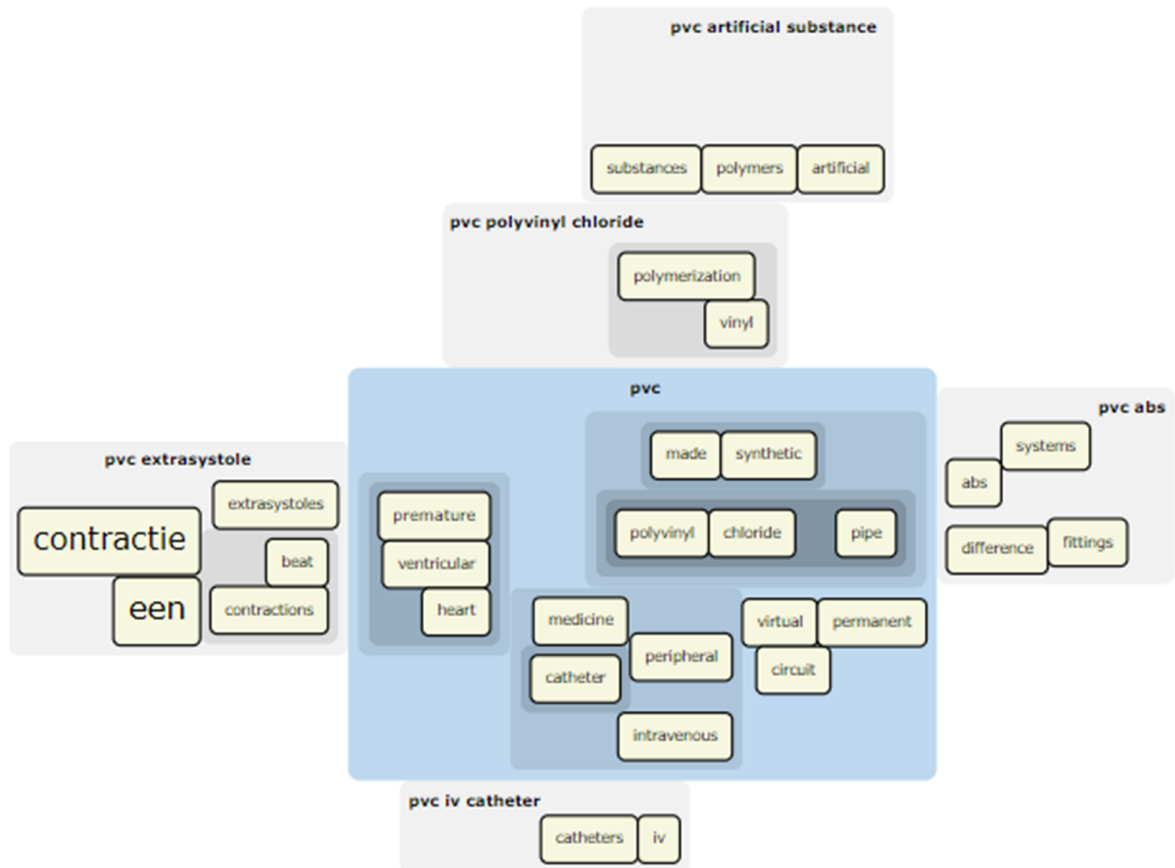 pvc artificial substance
substances polymers artificial
pvc polyvinyl chloride
polymerization
vinyl
pvc
made synthetic
polyvinyl chloride pipe
premature
ventricular
heart
medicine
peripheral
catheter
intravenous
virtual permanent
circuit
pvc abs
systems
abs
difference fittings
pvc extrasystole
extrasystoles
contractie
beat
een
contractions
pvc iv catheter
catheters iv